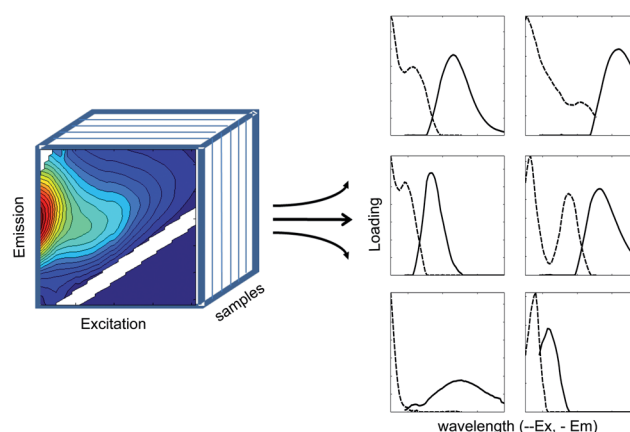 Emission
Excitation
samples
Loading
wavelength (--Ex, - Em)